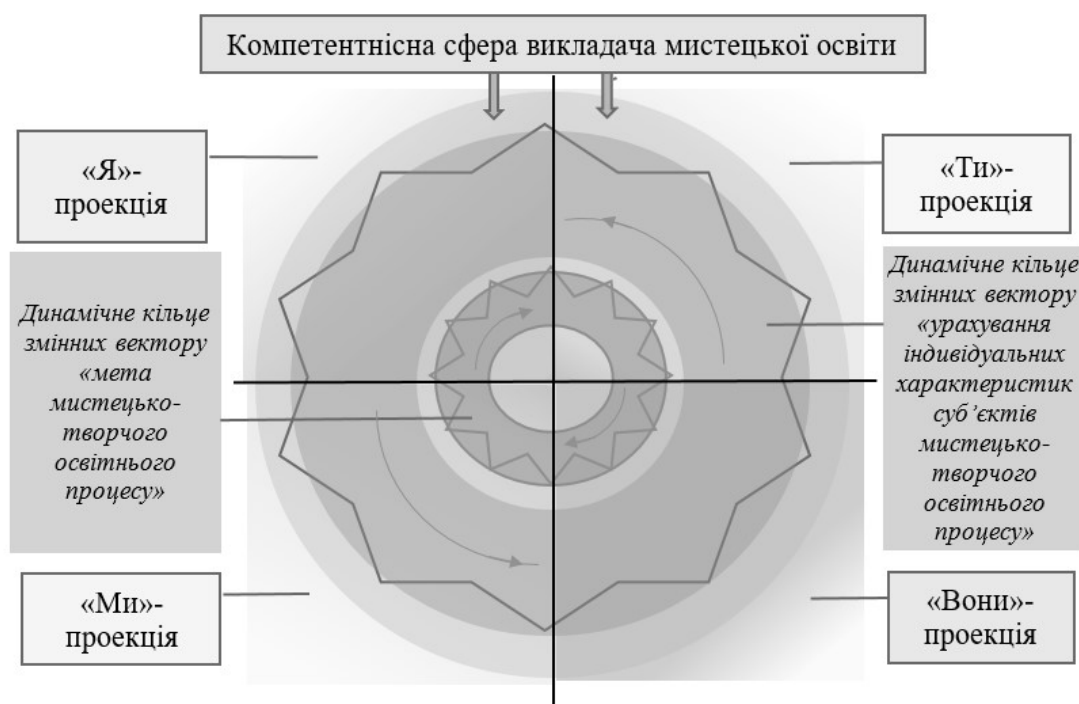 Компетентнісна сфера викладача мистецької освіти
«Я»-
проекція
«Ти»-
проекція
Динамічне кільце
змінних вектору
«мета
мистецько-
творчого
освітнього
процесу»
Динамічне кільце
змінних вектору
«урахування
індивідуальних
характеристик
суб’єктів
мистецько-
творчого
освітнього
процесу»
«Ми»-
проекція
«Вони»-
проекція